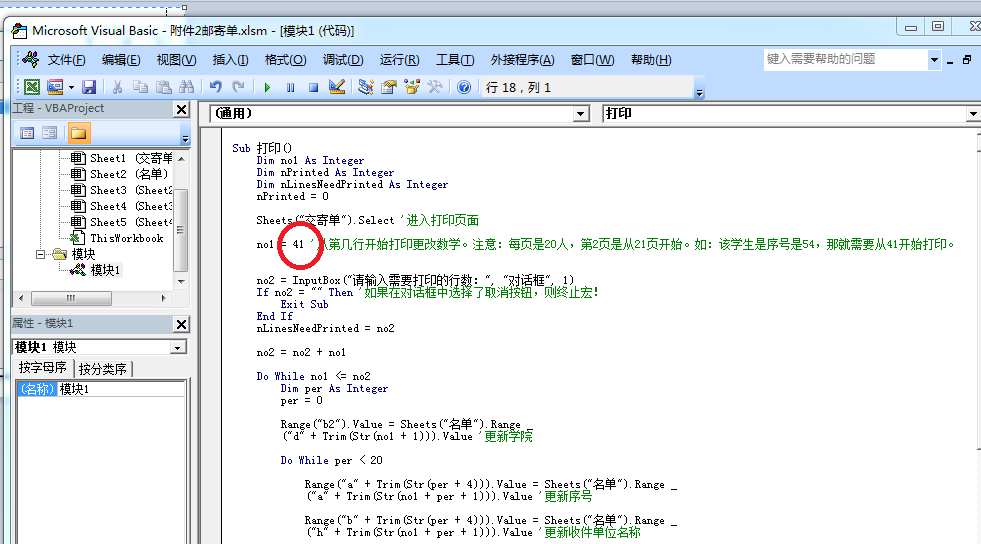 Microsoft Visual Basic - 附件2邮寄单.xlsm - [模块1 (代码)]
文件(F) 编辑(E) 视图(V) 插入(I) 格式(O) 调试(D) 运行(R) 工具(T) 外接程序(A) 窗口(W) 帮助(H) 键入需要帮助的问题
行 18, 列 1
工程 - VBAProject
(通用)
打印
Sheet1 (交寄单
Sheet2 (名单)
Sheet3 (Sheet2
Sheet4 (Sheet3
Sheet5 (Sheet4
ThisWorkbook
模块
模块1
属性 - 模块1
模块1 模块
按字母序 按分类序
(名称) 模块1
Sub 打印()
Dim no1 As Integer
Dim nPrinted As Integer
Dim nLinesNeedPrinted As Integer
nPrinted = 0
Sheets("交寄单").Select '进入打印页面
no1 = 41 '从第几行开始打印更改数学。注意：每页是20人，第2页是从21页开始。如：该学生是序号是54，那就需要从41开始打印。
no2 = InputBox("请输入需要打印的行数：", "对话框", 1)
If no2 = "" Then '如果在对话框中选择了取消按钮，则终止宏！
Exit Sub
End If
nLinesNeedPrinted = no2
no2 = no2 + no1
Do While no1 <= no2
Dim per As Integer
per = 0
Range("b2").Value = Sheets("名单").Range _
("d" + Trim(Str(no1 + 1))).Value '更新学院
Do While per < 20
Range("a" + Trim(Str(per + 4))).Value = Sheets("名单").Range _
("a" + Trim(Str(no1 + per + 1))).Value '更新序号
Range("b" + Trim(Str(per + 4))).Value = Sheets("名单").Range _
("h" + Trim(Str(no1 + per + 1))).Value '更新收件单位名称